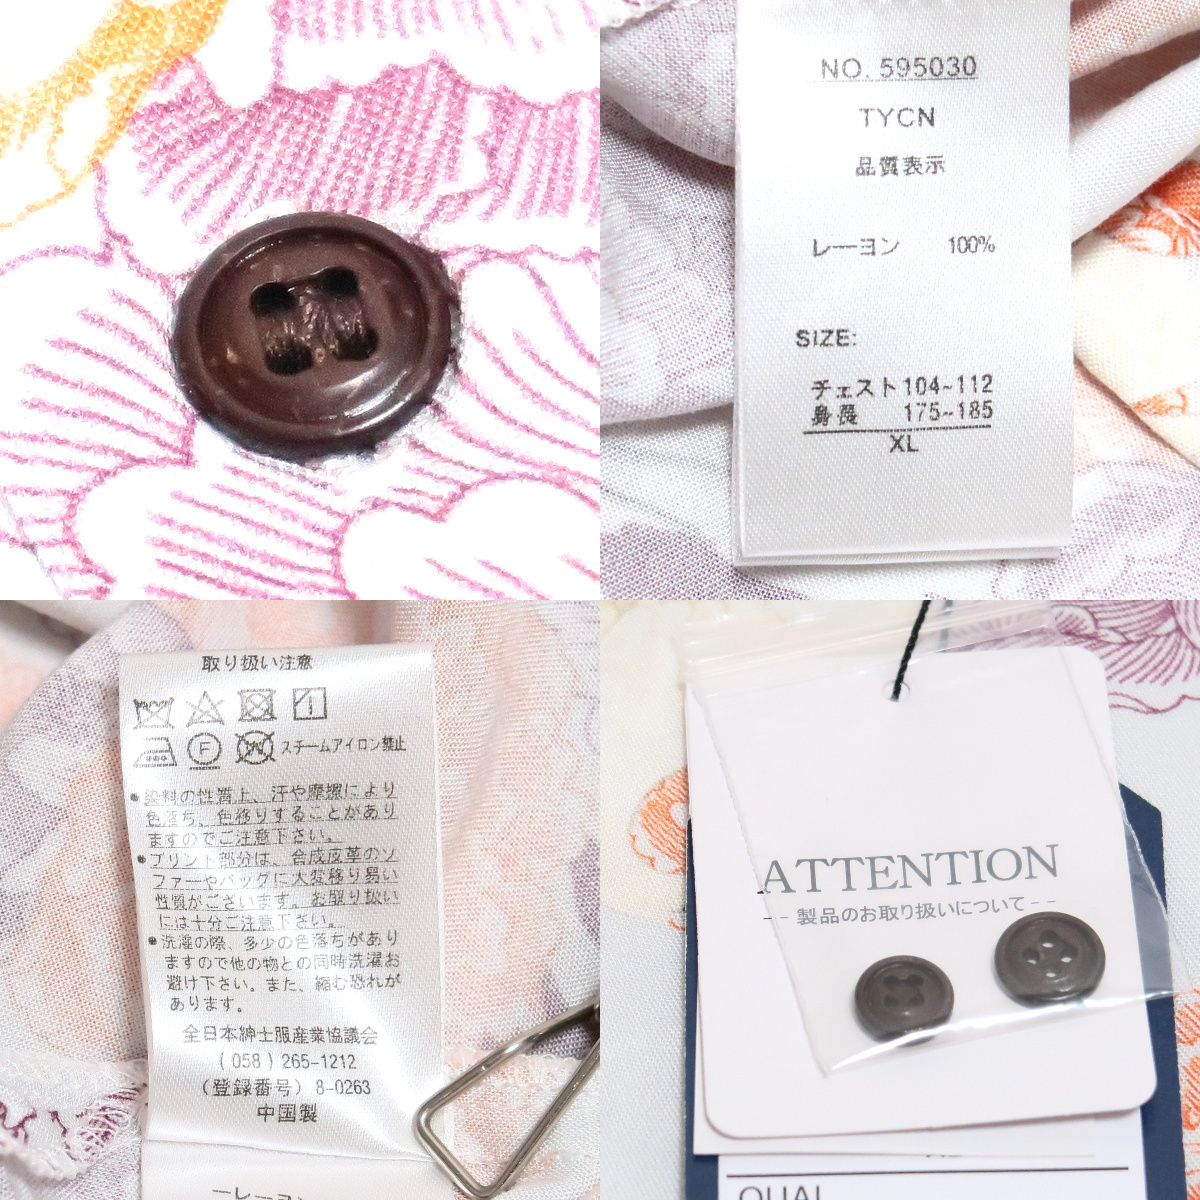 NO. 595030
TYCN
品質表示
レーヨン 100%
SIZE:
チェスト 104~112
身長 175~185
XL
取り扱い注意
スチームアイロン禁止
●染料の性質上、汗や摩擦により
色落ち、色移りすることがあり
ますのでご注意下さい。
●プリント部分は、合成皮革のソ
ファーやバッグに大変移り易い
性質がございます。お取り扱い
には十分ご注意下さい。
●洗濯の際、多少の色落ちがあり
ますので他の物との同時洗濯お
避け下さい。また、縮む恐れが
あります。
全日本紳士服産業協議会
(058) 265-1212
(登録番号) 8-0263
中国製
レーヨン
ATTENTION
-- 製品のお取り扱いについて --
QUAL